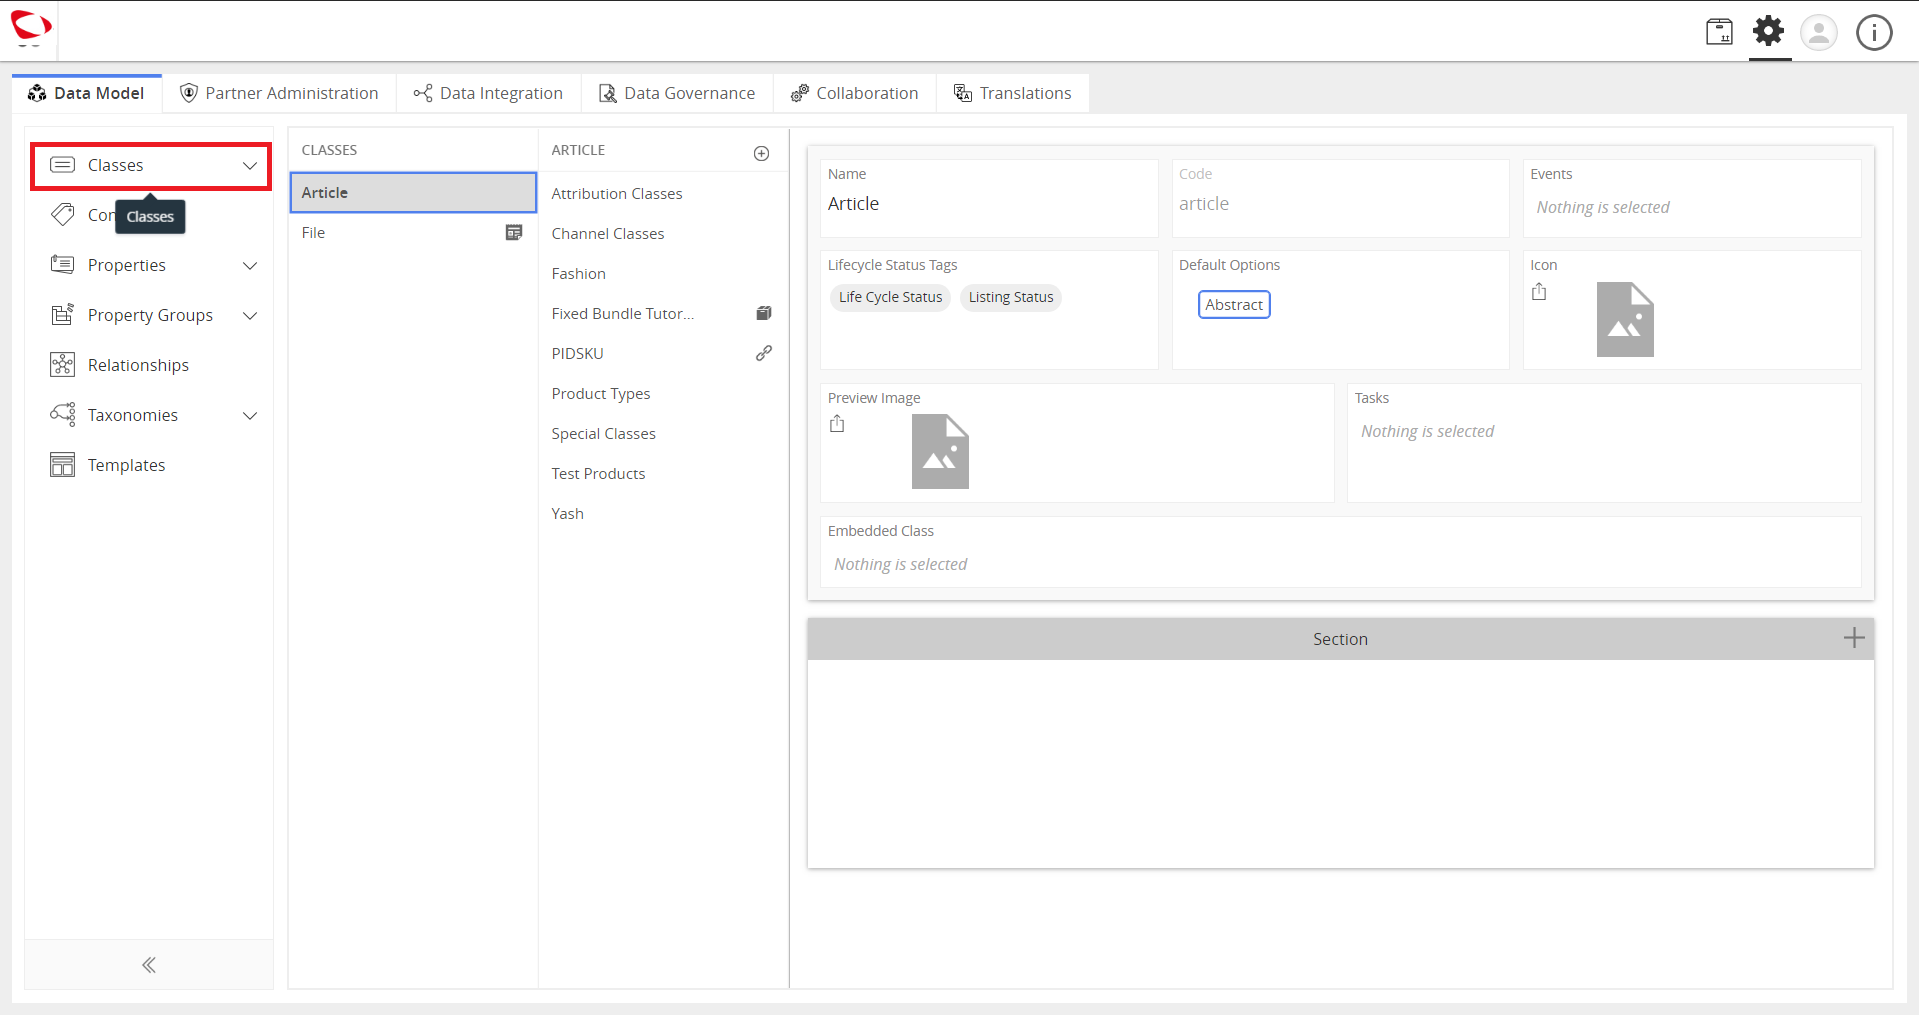 Data Model
Partner Administration
Data Integration
Data Governance
Collaboration
Translations
Classes
Con
Classes
Properties
Property Groups
Relationships
Taxonomies
Templates
CLASSES
Article
File
ARTICLE
Attribution Classes
Channel Classes
Fashion
Fixed Bundle Tutor...
PIDSKU
Product Types
Special Classes
Test Products
Yash
Name
Article
Code
article
Events
Nothing is selected
Lifecycle Status Tags
Life Cycle Status
Listing Status
Default Options
Abstract
Icon
Preview Image
Tasks
Nothing is selected
Embedded Class
Nothing is selected
Section